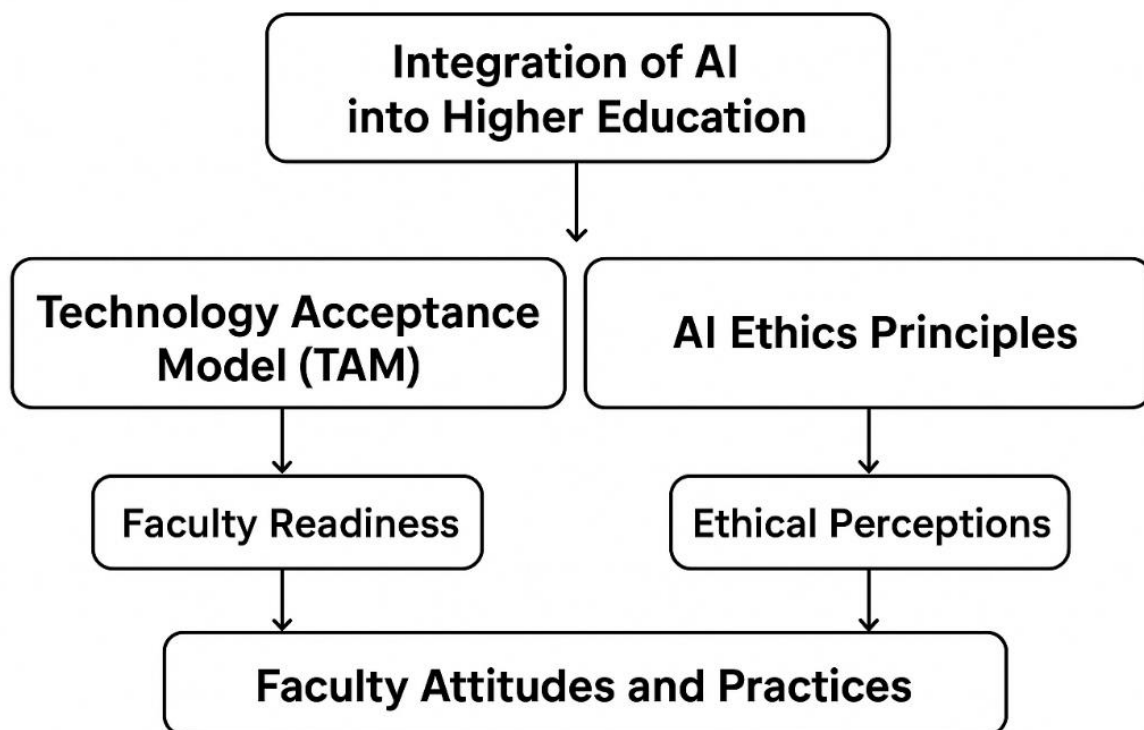 Integration of AI
into Higher Education
Technology Acceptance
Model (TAM)
AI Ethics Principles
Faculty Readiness
Ethical Perceptions
Faculty Attitudes and Practices